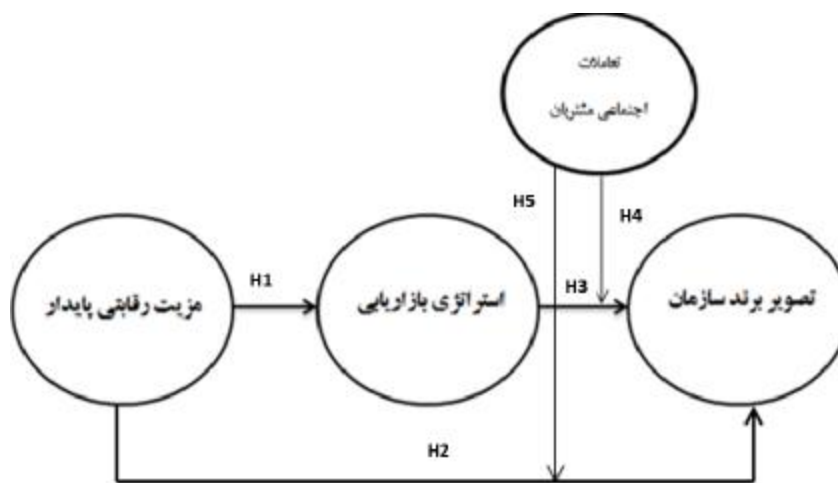 تعاملات
اجتماعی مشتریان
H5
H4
H1
H3
مزیت رقابتی پایدار
استراتژی بازاریابی
تصویر برند سازمان
H2